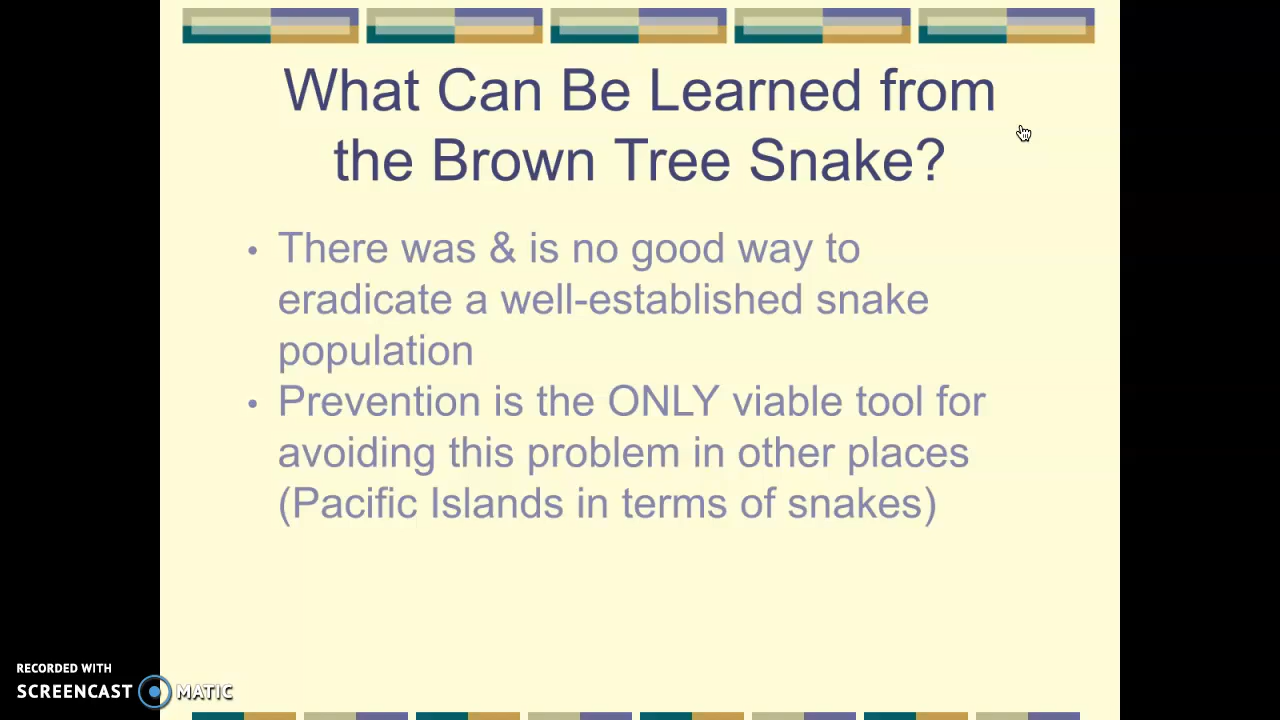 What Can Be Learned from
the Brown Tree Snake?
• There was & is no good way to
eradicate a well-established snake
population
• Prevention is the ONLY viable tool for
avoiding this problem in other places
(Pacific Islands in terms of snakes)
RECORDED WITH
SCREENCAST MATIC